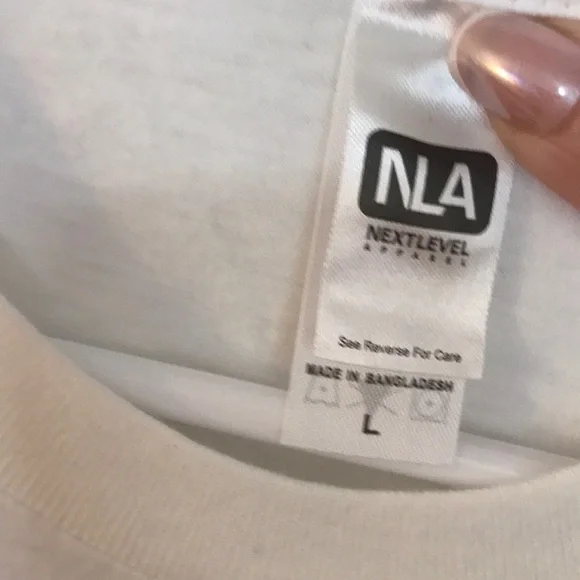 NLA
NEXTLEVEL
APPAREL
See Reverse For Care
MADE IN BANGLADESH
L